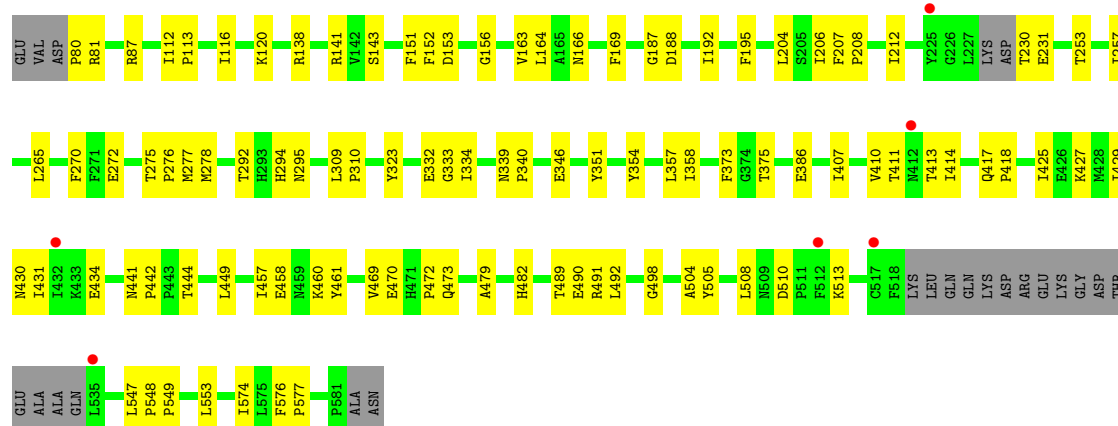 GLU VAL ASP P80 R81 R87 I112 P113 I116 K120 R138 R141 V142 S143 F151 F152 D153 G156 V163 L164 A165 N166 F169 G187 D188 I192 F195 L204 S205 I206 F207 P208 I212 Y225 G226 L227 LYS ASP T230 E231 T253
L265 F270 F271 E272 T275 P276 M277 M278 T292 H293 H294 N295 L309 P310 Y323 E332 G333 I334 N339 P340 E346 Y351 Y354 L357 I358 F373 G374 T375 E386 I407 V410 T411 N412 T413 I414 Q417 P418 I425 E426 K427 M428
N430 I431 I432 K433 E434 N441 P442 P443 T444 L449 I457 E458 N459 K460 Y461 V469 E470 H471 P472 Q473 A479 H482 T489 E490 R491 L492 G498 A504 Y505 L508 N509 D510 P511 F512 K513 C517 F518 LYS LEU GLN GLN LYS ASP ARG GLU LYS GLY ASP
GLU ALA ALA GLN L535 L547 P548 P549 L553 I574 L575 F576 P577 P581 ALA ASN